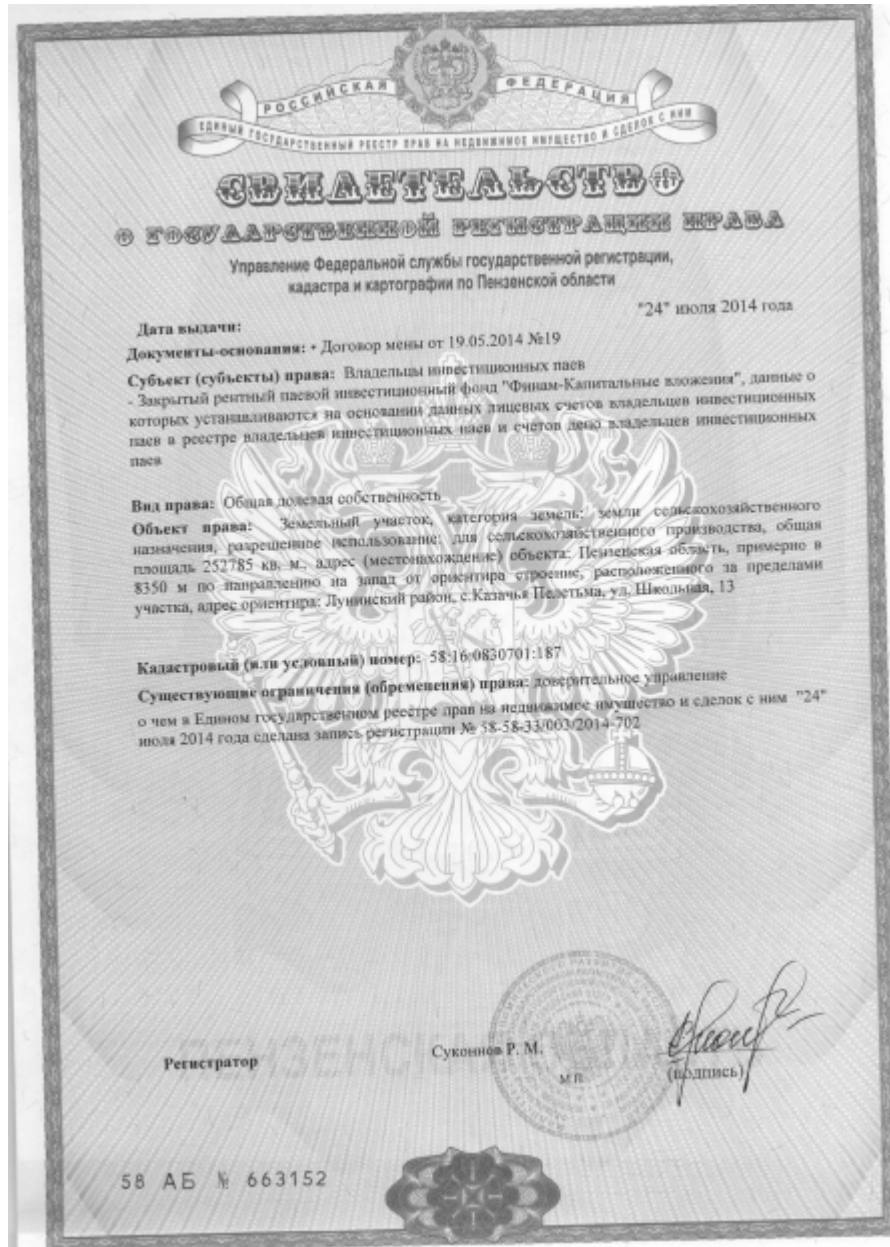 РОССИЙСКАЯ ФЕДЕРАЦИЯ
ЕДИНЫЙ ГОСУДАРСТВЕННЫЙ РЕЕСТР ПРАВ НА НЕДВИЖИМОЕ ИМУЩЕСТВО И СДЕЛОК С НИМ
СВИДЕТЕЛЬСТВО
О ГОСУДАРСТВЕННОЙ РЕГИСТРАЦИИ ПРАВА
Управление Федеральной службы государственной регистрации,
кадастра и картографии по Пензенской области
"24" июля 2014 года
Дата выдачи:
Документы-основания: • Договор мены от 19.05.2014 №19
Субъект (субъекты) права: Владельцы инвестиционных паев
- Закрытый рентный паевой инвестиционный фонд "Финам-Капитальные вложения", данные о
которых устанавливаются на основании данных лицевых счетов владельцев инвестиционных
паев в реестре владельцев инвестиционных паев и счетов депо владельцев инвестиционных
паев
Вид права: Общая долевая собственность
Объект права: Земельный участок, категория земель: земли сельскохозяйственного
назначения, разрешенное использование: для сельскохозяйственного производства, общая
площадь 252785 кв. м., адрес (местонахождение) объекта: Пензенская область, примерно в
8350 м по направлению на запад от ориентира строение, расположенного за пределами
участка, адрес ориентира: Лунинский район, с.Казачья Пелетьма, ул. Школьная, 13
Кадастровый (или условный) номер: 58:16:0830701:187
Существующие ограничения (обременения) права: доверительное управление
о чем в Едином государственном реестре прав на недвижимое имущество и сделок с ним "24"
июля 2014 года сделана запись регистрации № 58-58-33/003/2014-702
Регистратор
Суконнов Р. М.
м.п.
(подпись)
58 АБ № 663152